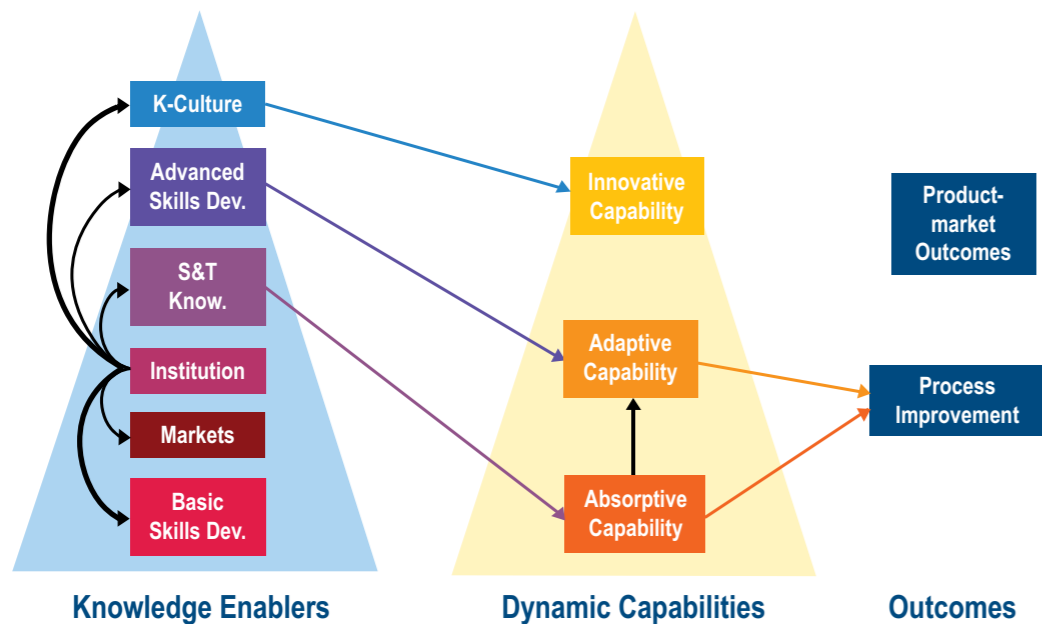 K-Culture
Advanced
Skills Dev.
S&T
Know.
Institution
Markets
Basic
Skills Dev.
Knowledge Enablers
Innovative
Capability
Adaptive
Capability
Absorptive
Capability
Dynamic Capabilities
Product-
market
Outcomes
Process
Improvement
Outcomes